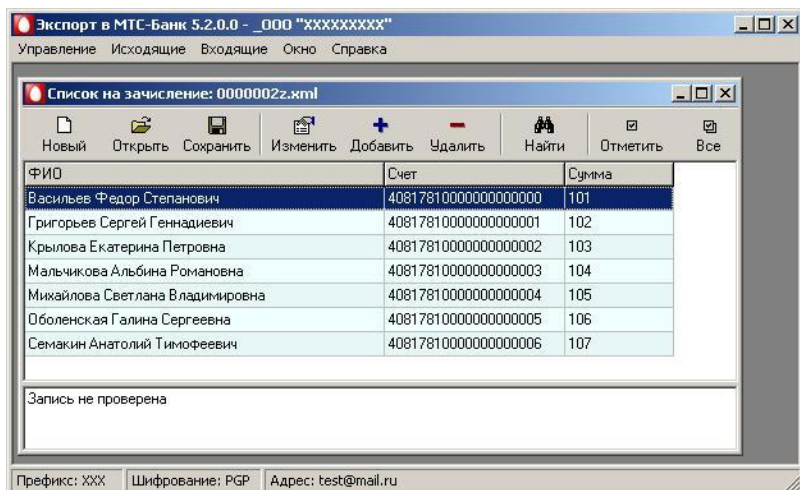 Экспорт в МТС-Банк 5.2.0.0 - _ООО "XXXXXXXXX"
Управление Исходящие Входящие Окно Справка
Список на зачисление: 0000002z.xml
Новый Открыть Сохранить Изменить Добавить Удалить Найти Отметить Все
ФИО Счет Сумма
Васильев Федор Степанович 40817810000000000000 101
Григорьев Сергей Геннадиевич 40817810000000000001 102
Крылова Екатерина Петровна 40817810000000000002 103
Мальчикова Альбина Романовна 40817810000000000003 104
Михайлова Светлана Владимировна 40817810000000000004 105
Оболенская Галина Сергеевна 40817810000000000005 106
Семакин Анатолий Тимофеевич 40817810000000000006 107
Запись не проверена
Префикс: XXX Шифрование: PGP Адрес: test@mail.ru